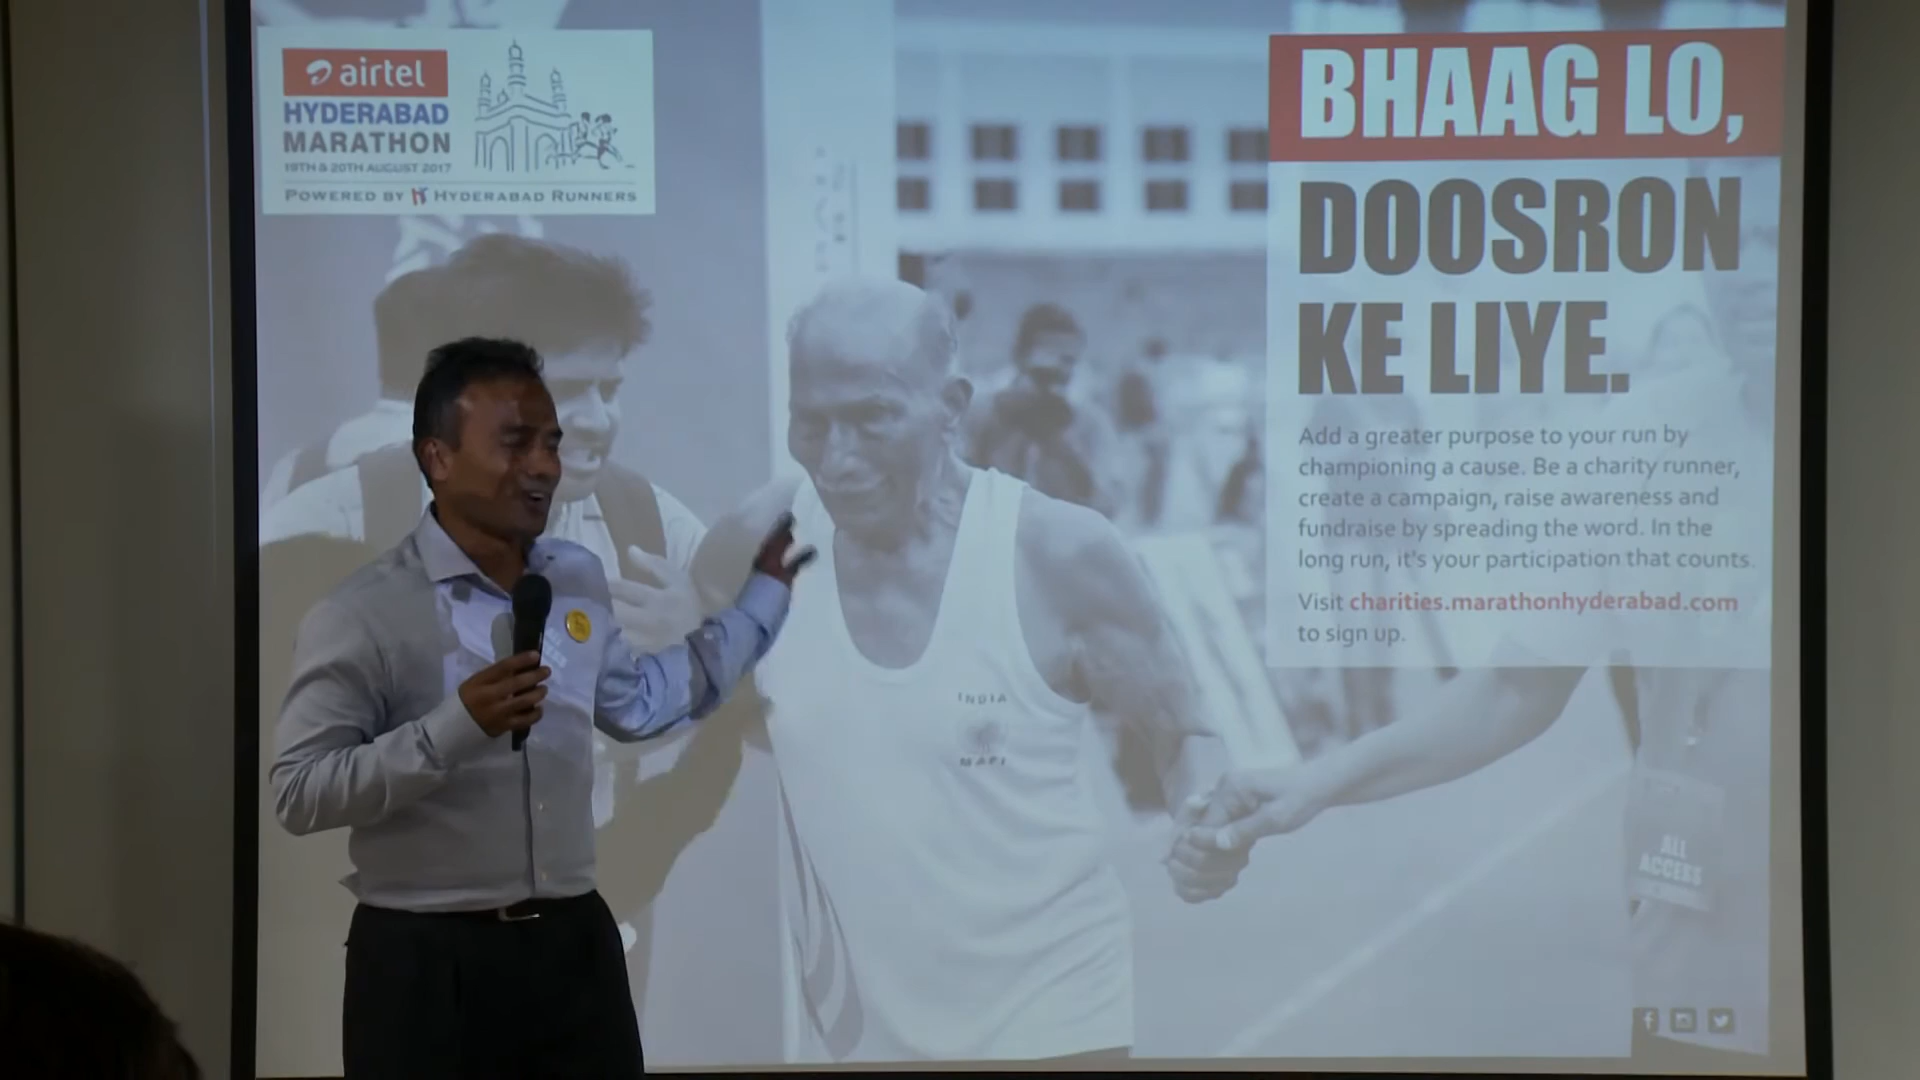 airtel
HYDERABAD
MARATHON
19TH & 20TH AUGUST 2017
POWERED BY HYDERABAD RUNNERS
BHAAG LO,
DOOSRON
KE LIYE.
Add a greater purpose to your run by
championing a cause. Be a charity runner,
create a campaign, raise awareness and
fundraise by spreading the word. In the
long run, it's your participation that counts.
Visit charities.marathonhyderabad.com
to sign up.
INDIA
ALL
ACCESS